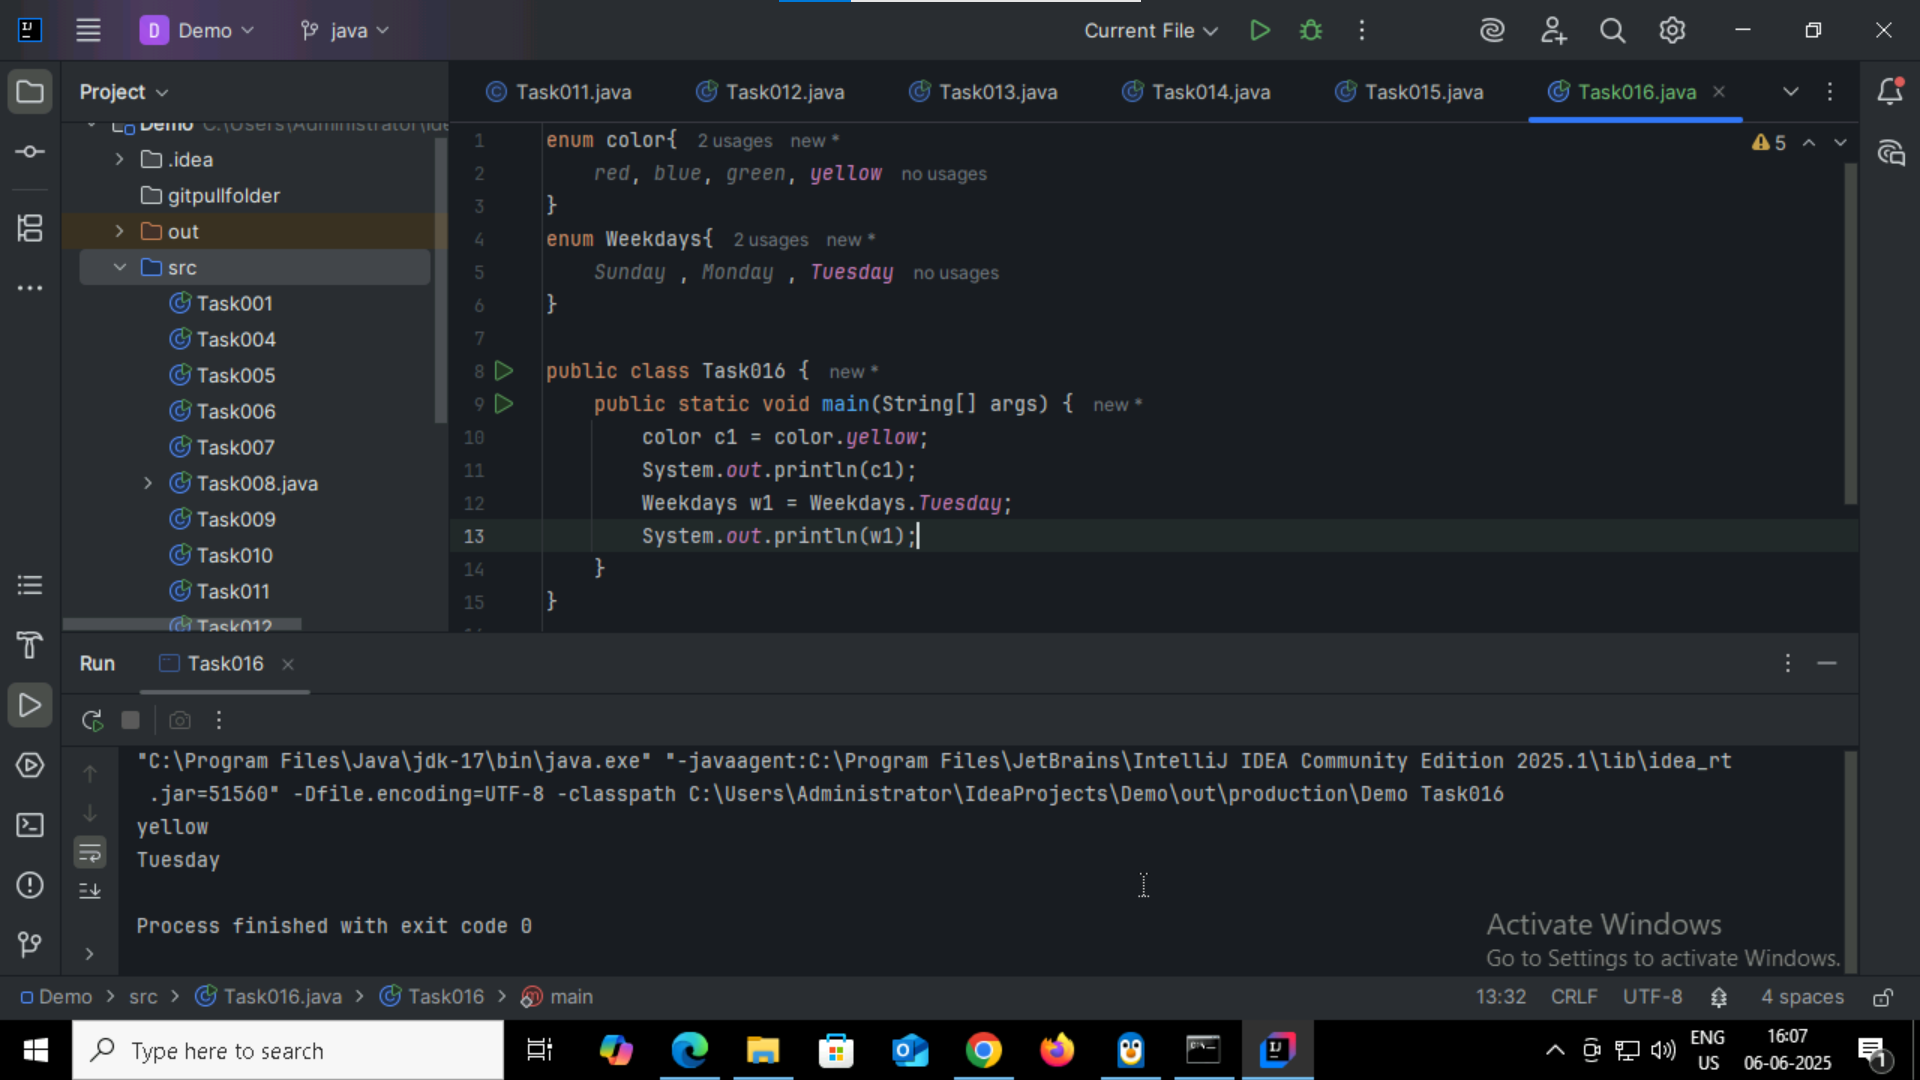 D Demo java Current File
Project
Task011.java Task012.java Task013.java Task014.java Task015.java Task016.java
Demo C:\Users\Administrator\Ide
.idea
gitpullfolder
out
src
Task001
Task004
Task005
Task006
Task007
Task008.java
Task009
Task010
Task011
Task012
5
1 enum color{ 2 usages new *
2 red, blue, green, yellow no usages
3 }
4 enum Weekdays{ 2 usages new *
5 Sunday , Monday , Tuesday no usages
6 }
7
8 public class Task016 { new *
9 public static void main(String[] args) { new *
10 color c1 = color.yellow;
11 System.out.println(c1);
12 Weekdays w1 = Weekdays.Tuesday;
13 System.out.println(w1);
14 }
15 }
Run Task016
"C:\Program Files\Java\jdk-17\bin\java.exe" "-javaagent:C:\Program Files\JetBrains\IntelliJ IDEA Community Edition 2025.1\lib\idea_rt
.jar=51560" -Dfile.encoding=UTF-8 -classpath C:\Users\Administrator\IdeaProjects\Demo\out\production\Demo Task016
yellow
Tuesday
Process finished with exit code 0
Activate Windows
Go to Settings to activate Windows.
Demo > src > Task016.java > Task016 > main 13:32 CRLF UTF-8 4 spaces
Type here to search
ENG
US
16:07
06-06-2025
1